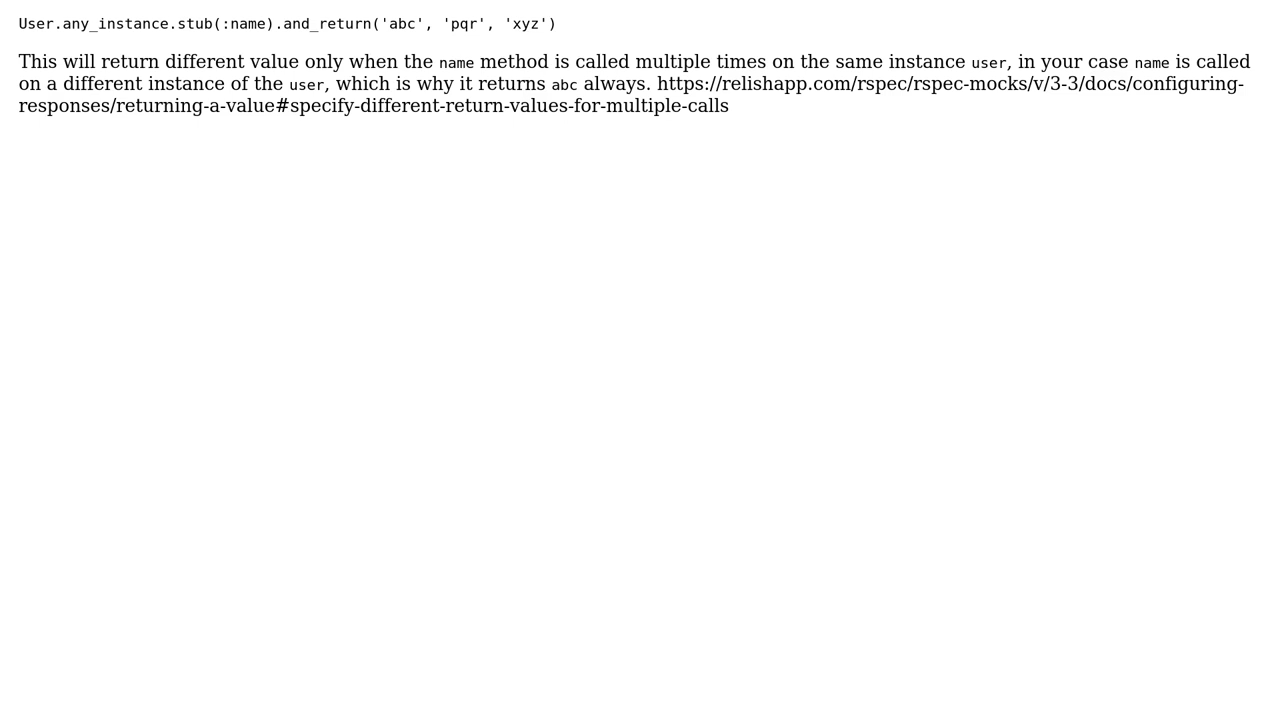 User.any_instance.stub(:name).and_return('abc', 'pqr', 'xyz')
This will return different value only when the name method is called multiple times on the same instance user, in your case name is called
on a different instance of the user, which is why it returns abc always. https://relishapp.com/rspec/rspec-mocks/v/3-3/docs/configuring-
responses/returning-a-value#specify-different-return-values-for-multiple-calls